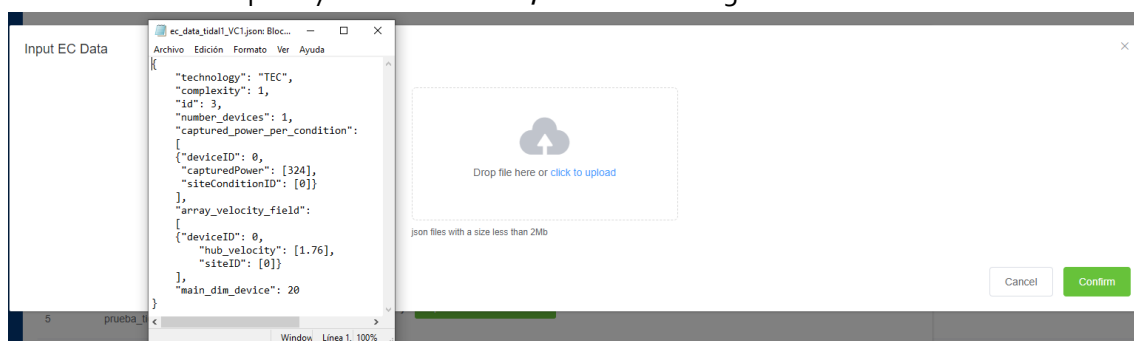 ec_data_tidal1_VC1.json: Bloc...
Input EC Data
Archivo Edición Formato Ver Ayuda
{
"technology": "TEC",
"complexity": 1,
"id": 3,
"number_devices": 1,
"captured_power_per_condition":
[
{"deviceID": 0,
"capturedPower": [324],
"siteConditionID": [0]}
],
"array_velocity_field":
[
{"deviceID": 0,
"hub_velocity": [1.76],
"siteID": [0]}
],
"main_dim_device": 20
}
Drop file here or click to upload
json files with a size less than 2Mb
Cancel Confirm
5
Línea 1, 100%